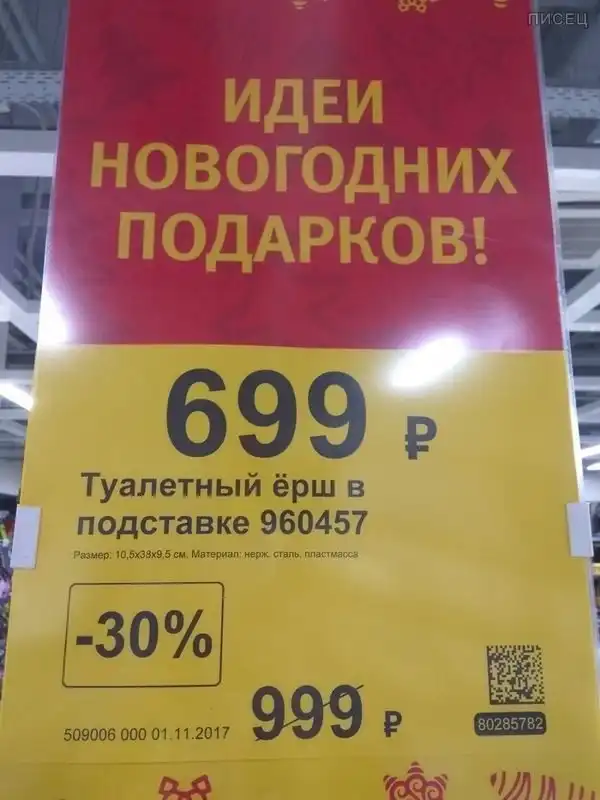 ПИСЕЦ
ИДЕИ
НОВОГОДНИХ
ПОДАРКОВ!
699 ₽
Туалетный ёрш в
подставке 960457
Размер: 10,5х38х9,5 см. Материал: нерж. сталь, пластмасса
-30%
999 ₽
509006 000 01.11.2017
80285782